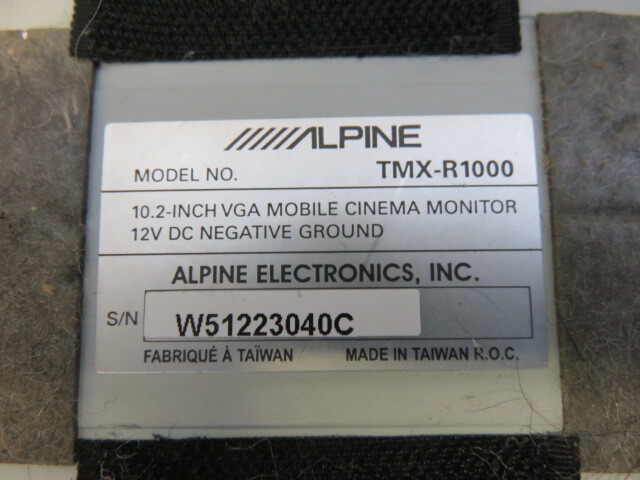 ALPINE
MODEL NO. TMX-R1000
10.2-INCH VGA MOBILE CINEMA MONITOR
12V DC NEGATIVE GROUND
ALPINE ELECTRONICS, INC.
S/N W51223040C
FABRIQUÉ À TAÏWAN MADE IN TAIWAN R.O.C.